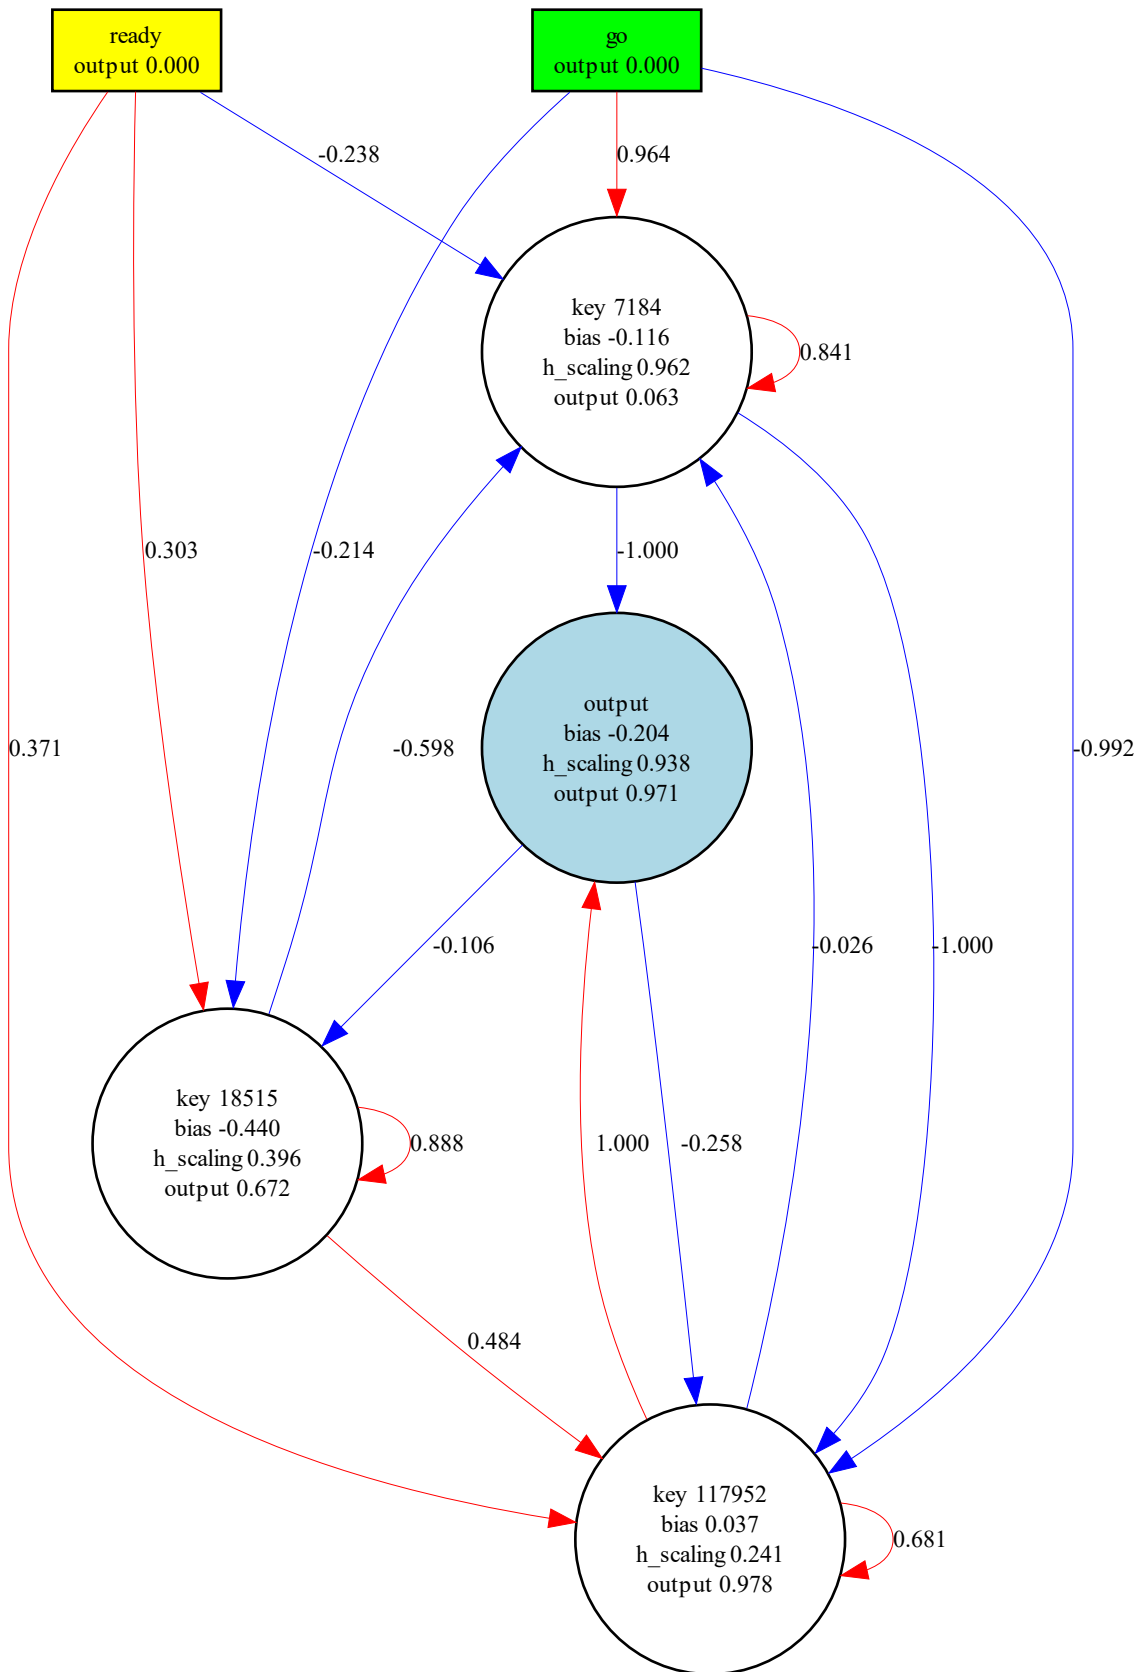 ready
output 0.000
go
output 0.000
-0.238
0.964
key 7184
bias -0.116
h_scaling 0.962
output 0.063
0.841
0.303
-0.214
-1.000
output
bias -0.204
h_scaling 0.938
output 0.971
0.371
-0.598
-0.992
-0.106
-0.026
-1.000
key 18515
bias -0.440
h_scaling 0.396
output 0.672
0.888
1.000
-0.258
0.484
key 117952
bias 0.037
h_scaling 0.241
output 0.978
0.681